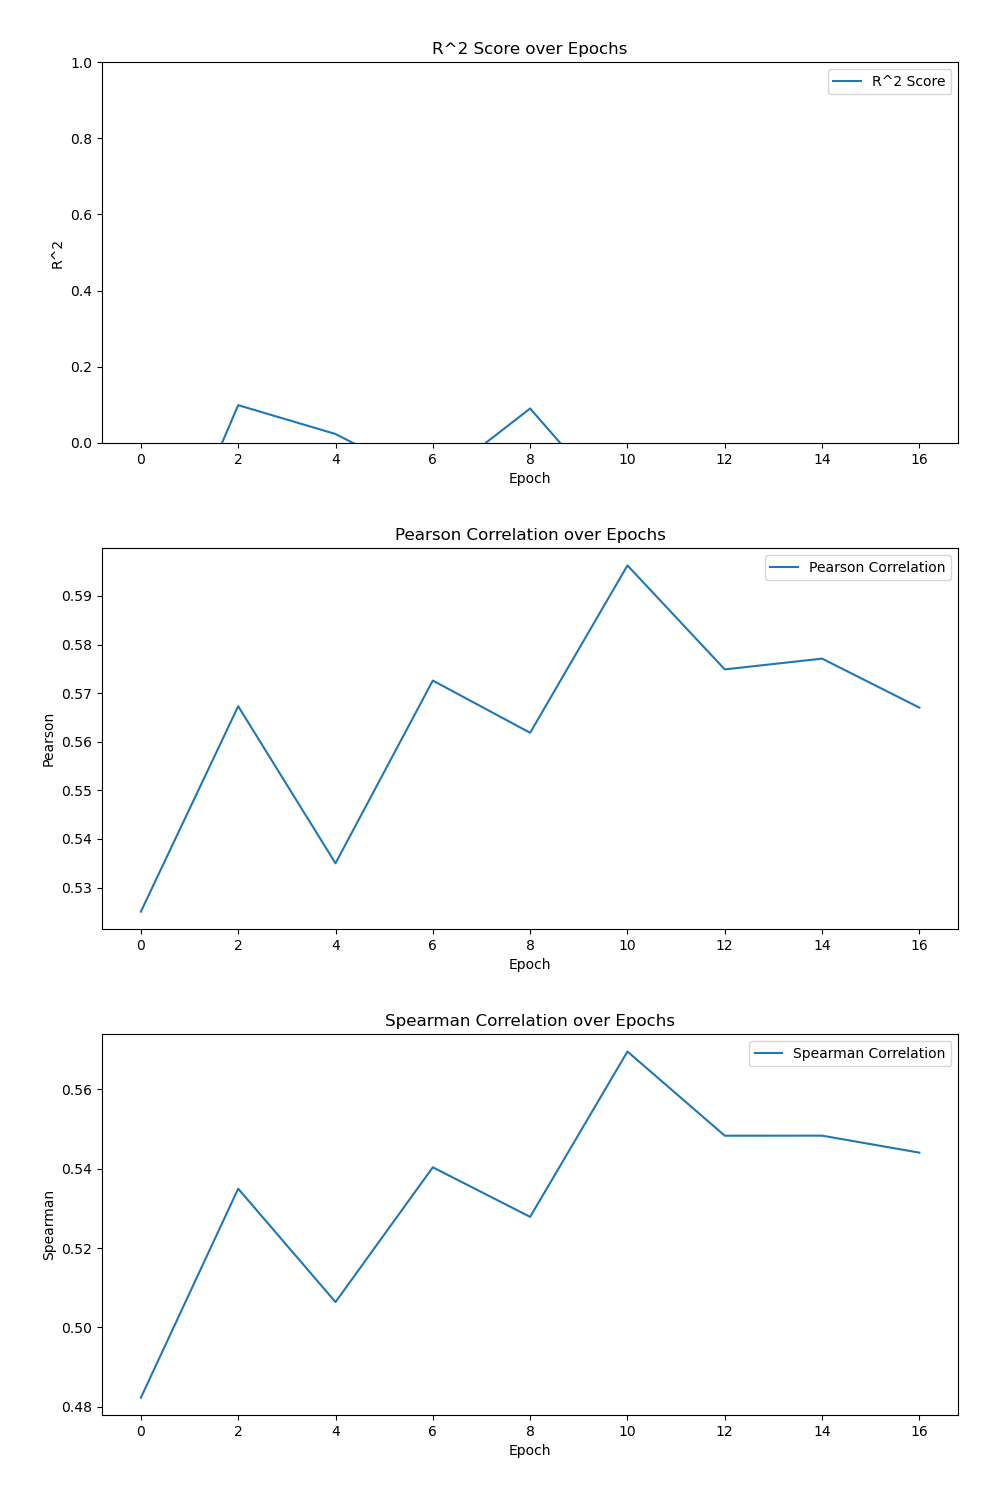 R^2 Score over Epochs
1.0
R^2 Score
0.8
0.6
R^2
0.4
0.2
0.0
0 2 4 6 8 10 12 14 16
Epoch
Pearson Correlation over Epochs
Pearson Correlation
0.59
0.58
0.57
Pearson
0.56
0.55
0.54
0.53
0 2 4 6 8 10 12 14 16
Epoch
Spearman Correlation over Epochs
Spearman Correlation
0.56
0.54
Spearman
0.52
0.50
0.48
0 2 4 6 8 10 12 14 16
Epoch